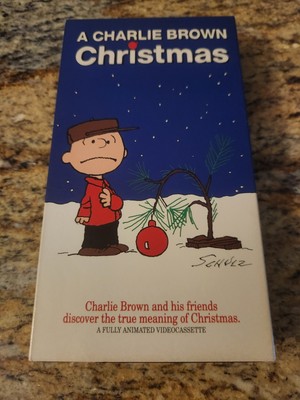 A CHARLIE BROWN
Christmas
SCHULZ
Charlie Brown and his friends
discover the true meaning of Christmas.
A FULLY ANIMATED VIDEOCASSETTE